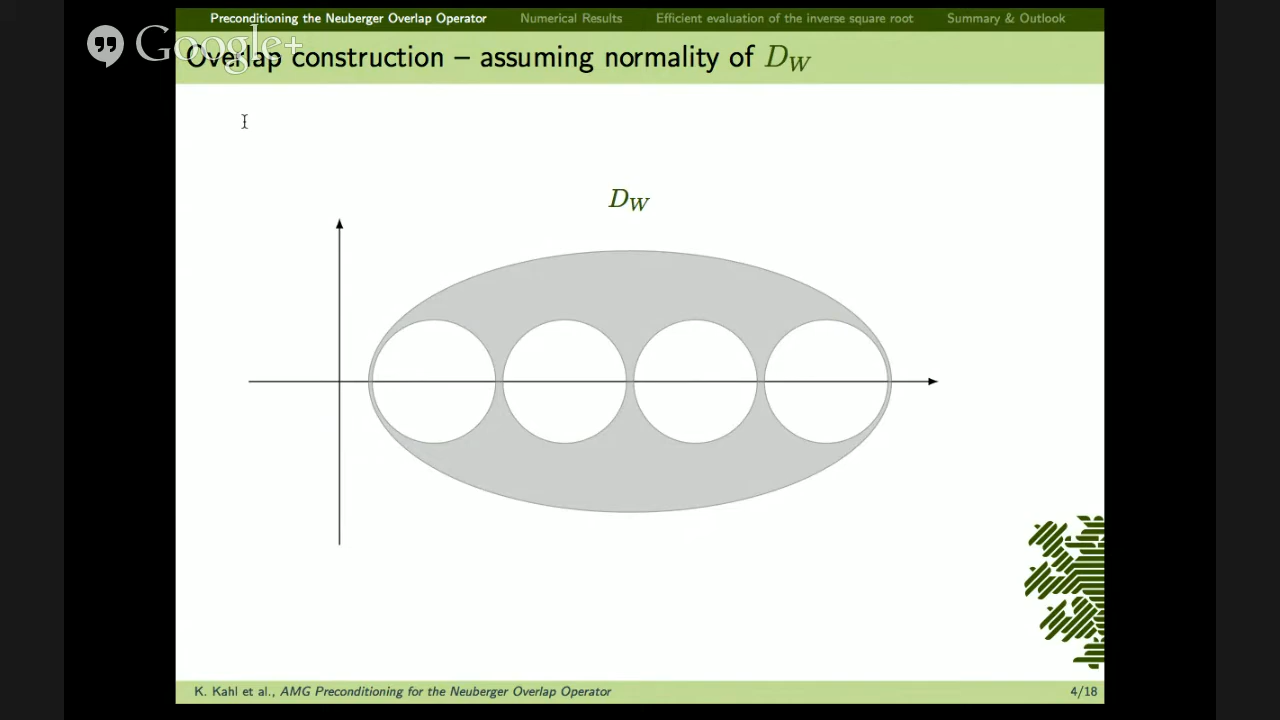 Preconditioning the Neuberger Overlap Operator Numerical Results Efficient evaluation of the inverse square root Summary & Outlook
Google+
Overlap construction – assuming normality of D_W
D_W
K. Kahl et al., AMG Preconditioning for the Neuberger Overlap Operator 4/18